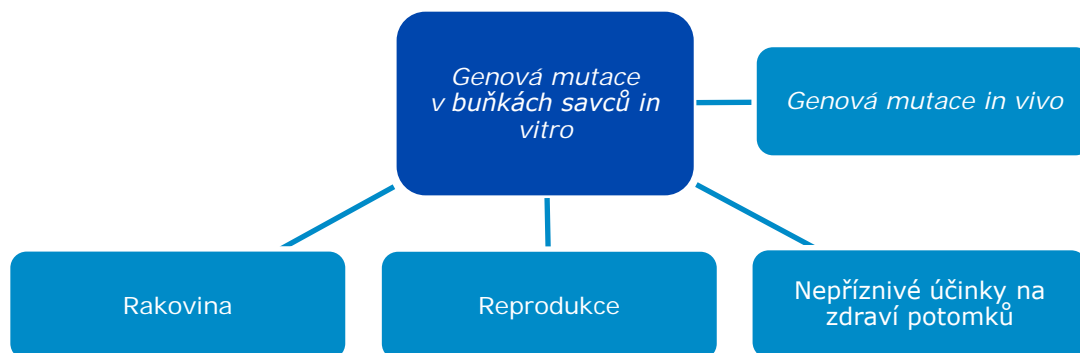 Genová mutace
v buňkách savců in
vitro
Genová mutace in vivo
Rakovina
Reprodukce
Nepříznivé účinky na
zdraví potomků